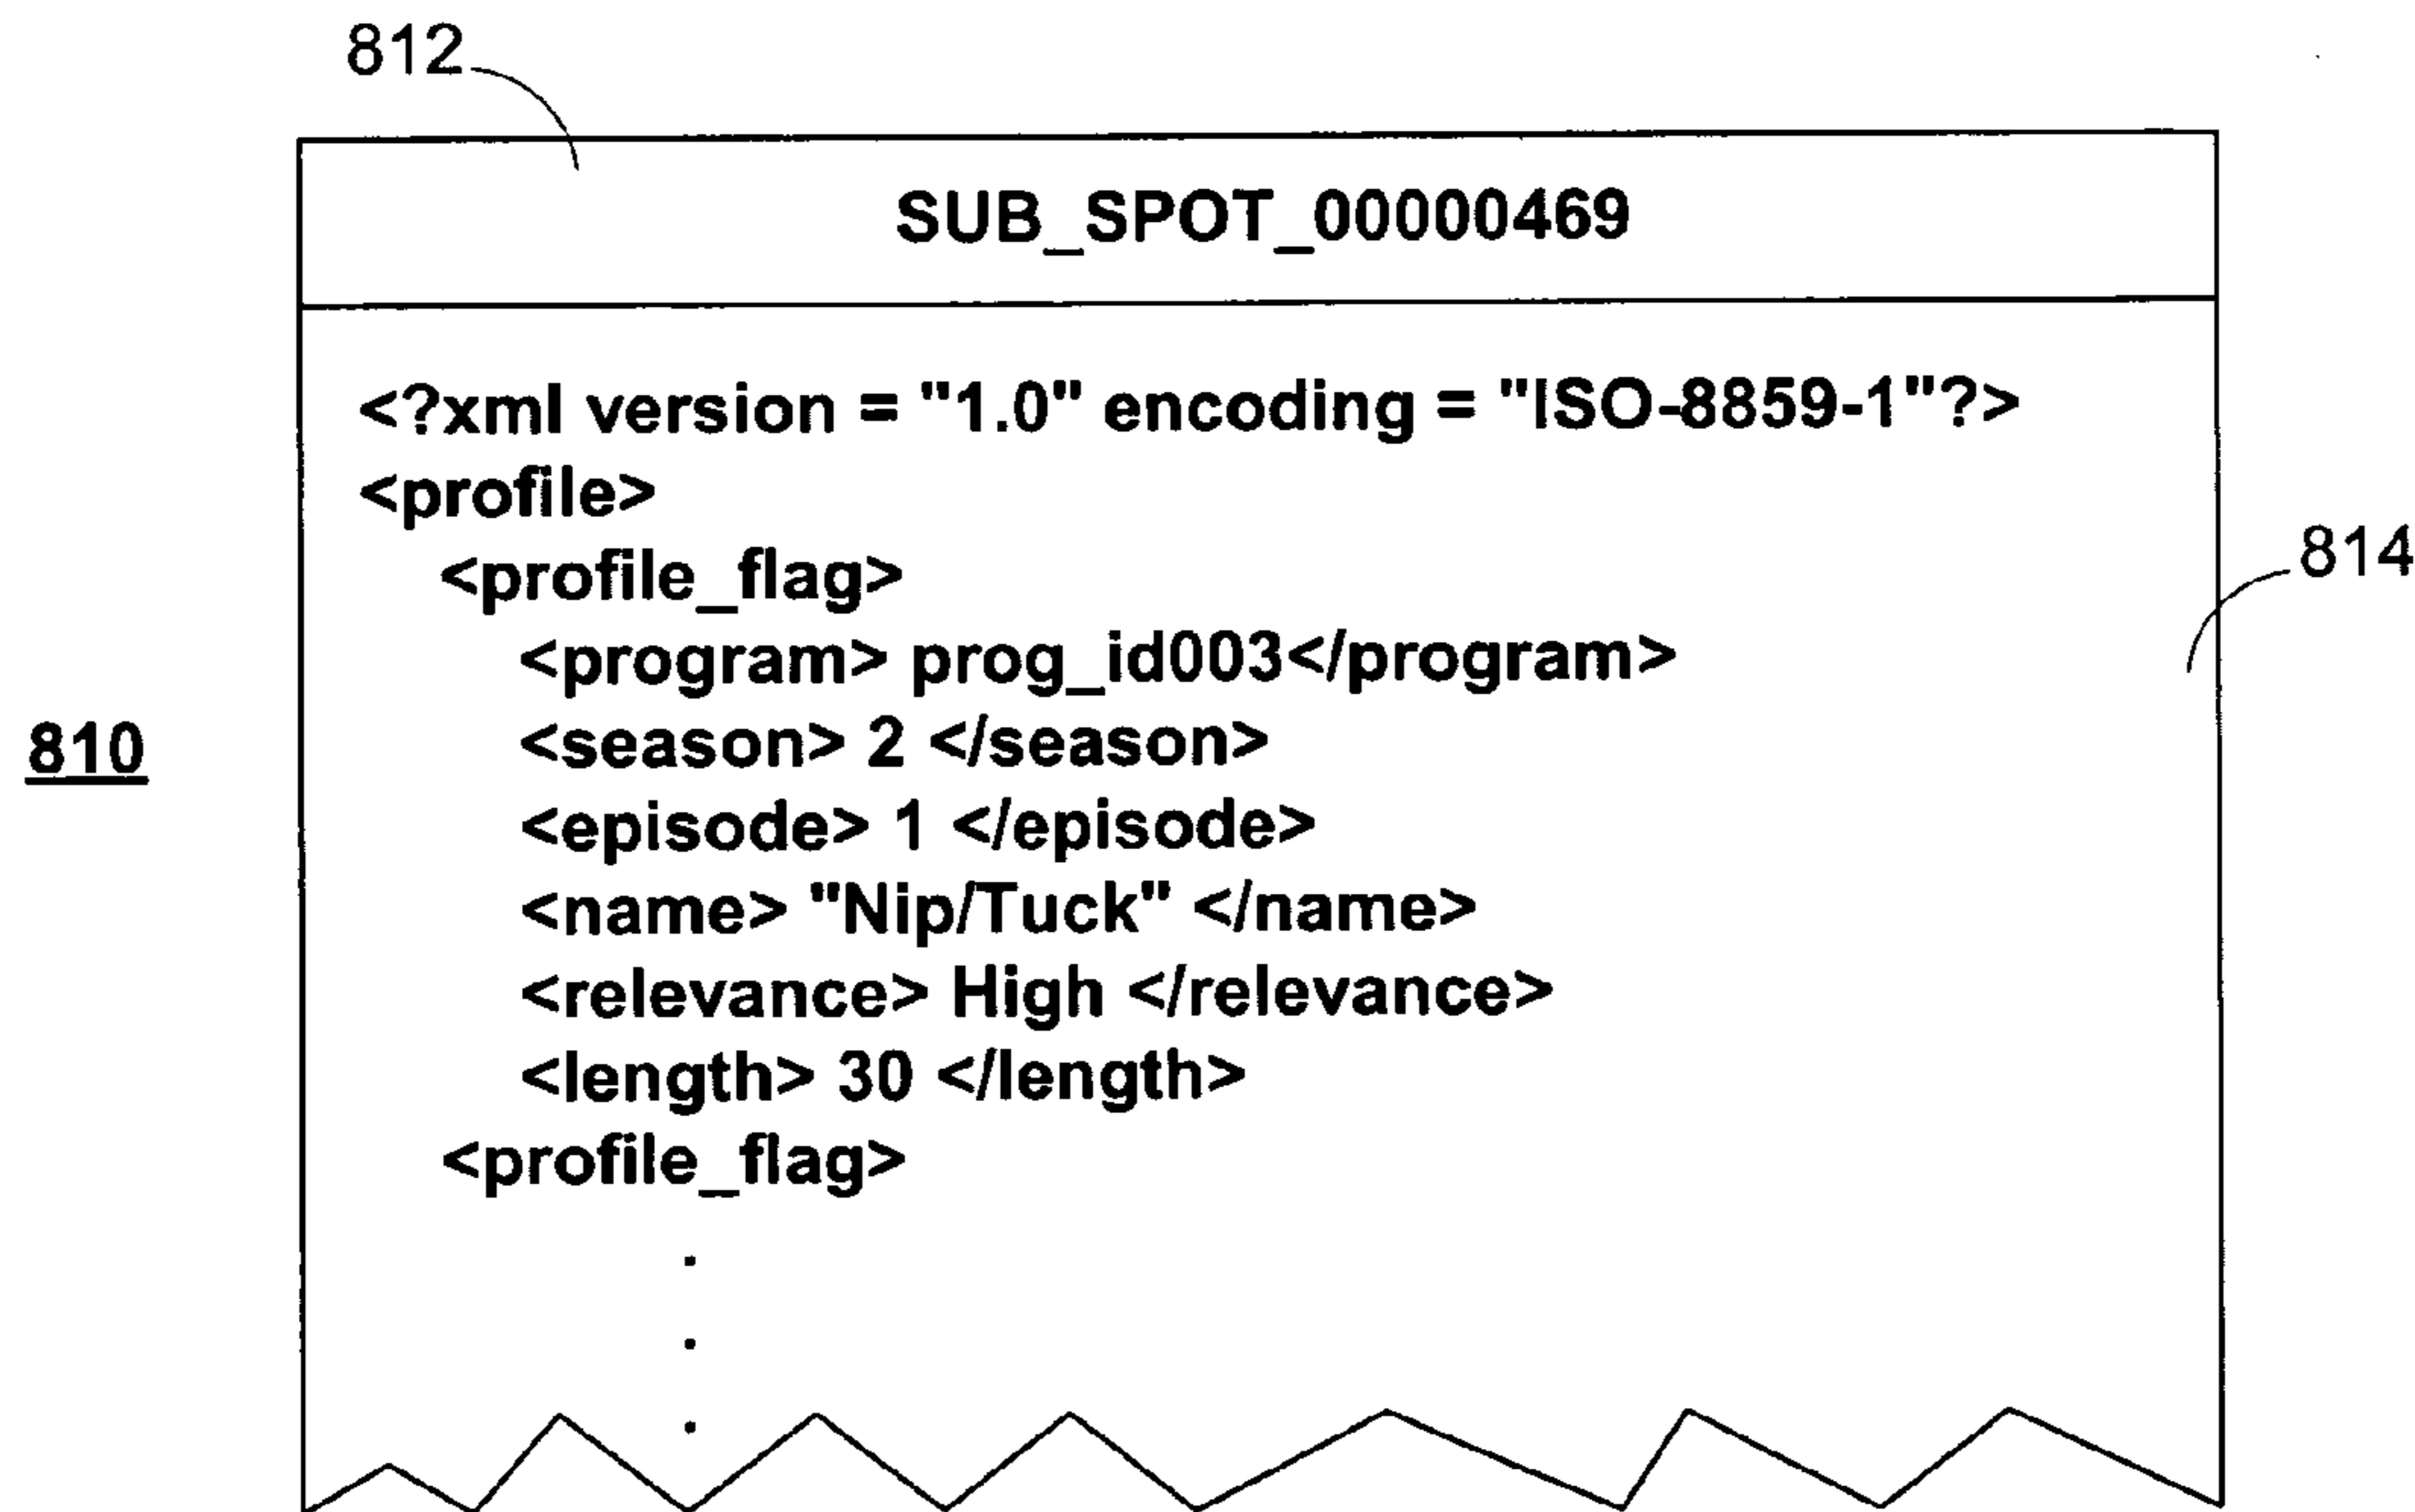 812
SUB_SPOT_00000469
<?xml version = "1.0" encoding = "ISO-8859-1"?>
<profile>
<profile_flag>
814
<program> prog_id003</program>
810
<season> 2 </season>
<episode> 1 </episode>
<name> "Nip/Tuck" </name>
<relevance> High </relevance>
<length> 30 </length>
<profile_flag>
.
.
.